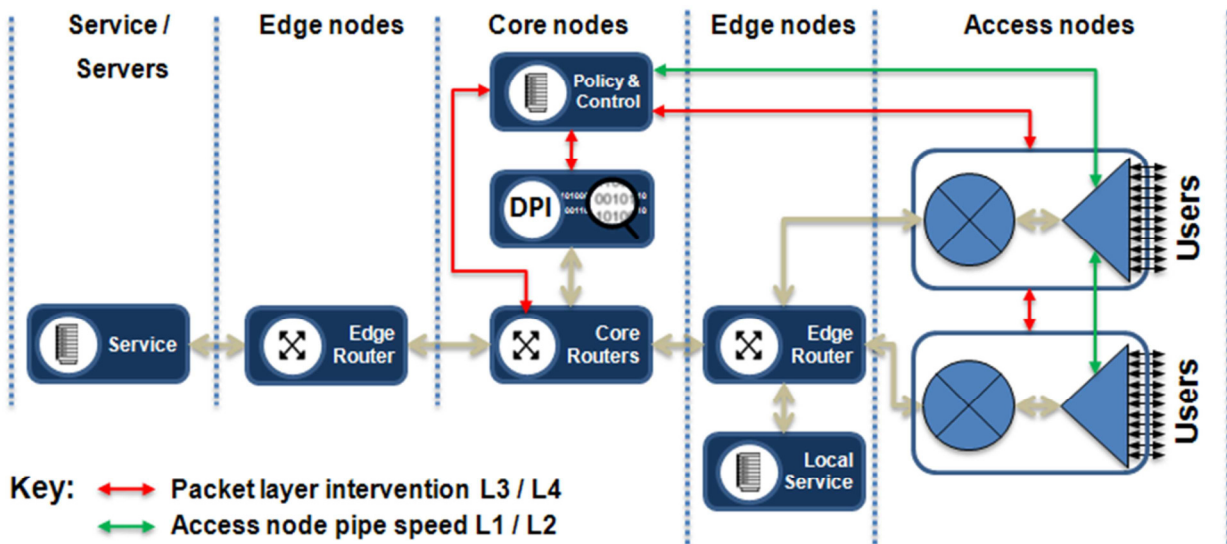 Service /
Servers
Edge nodes
Core nodes
Edge nodes
Access nodes
Policy &
Control
DPI
0010110
Users
Service
Edge
Router
Core
Routers
Edge
Router
Local
Service
Users
Key:
Packet layer intervention L3 / L4
Access node pipe speed L1 / L2